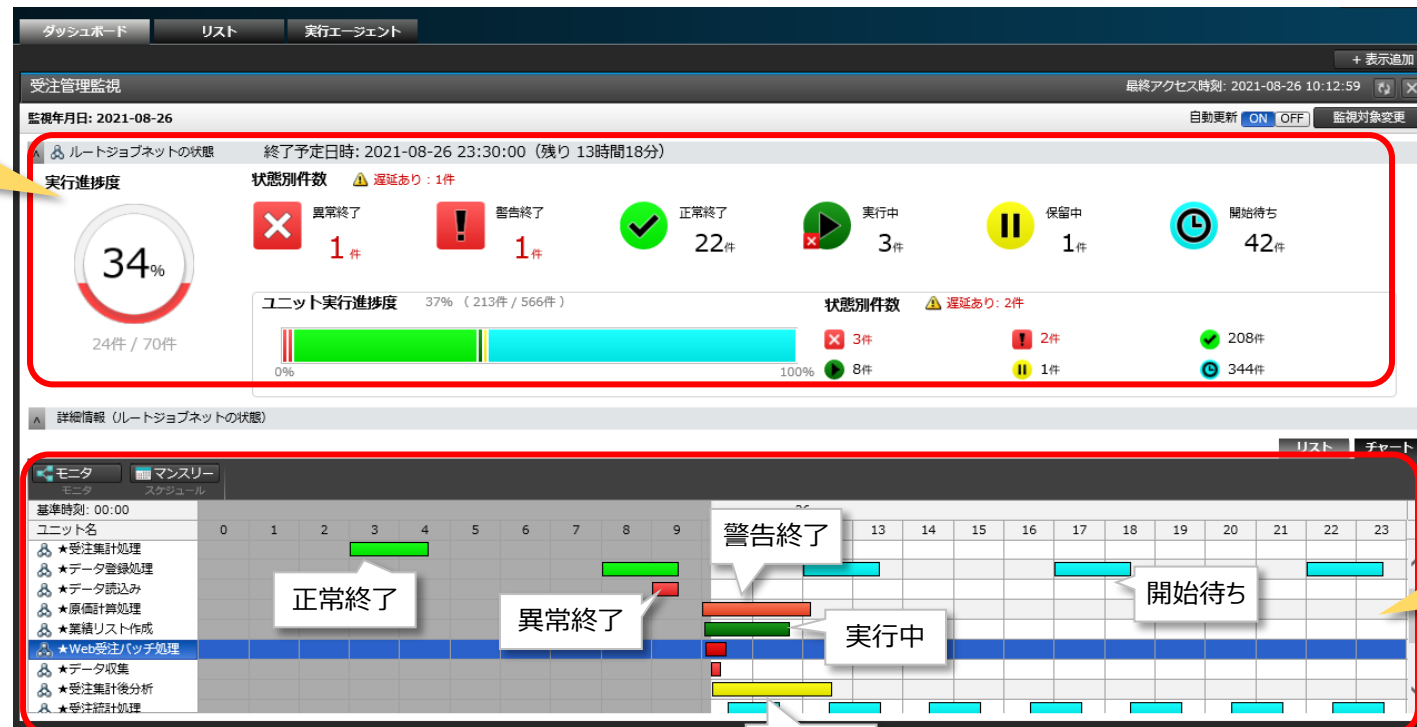 ダッシュボード リスト 実行エージェント
+ 表示追加
受注管理監視 最終アクセス時刻: 2021-08-26 10:12:59
監視年月日: 2021-08-26 自動更新 ON OFF 監視対象変更
ルートジョブネットの状態 終了予定日時: 2021-08-26 23:30:00（残り 13時間18分）
実行進捗度 状態別件数 遅延あり : 1件
異常終了 警告終了 正常終了 実行中 保留中 開始待ち
1件 1件 22件 3件 1件 42件
34%
24件 / 70件
ユニット実行進捗度 37% （ 213件 / 566件 ） 状態別件数 遅延あり: 2件
3件 2件 208件
0% 100% 8件 1件 344件
詳細情報（ルートジョブネットの状態）
リスト チャート
モニタ マンスリー
モニタ スケジュール
基準時刻: 00:00
ユニット名 0 1 2 3 4 5 6 7 8 9 13 14 15 16 17 18 19 20 21 22 23
警告終了
★受注集計処理
★データ登録処理
★データ読込み
正常終了
開始待ち
★原価計算処理
異常終了
★業績リスト作成
実行中
★Web受注バッチ処理
★データ収集
★受注集計後分析
★受注統計処理